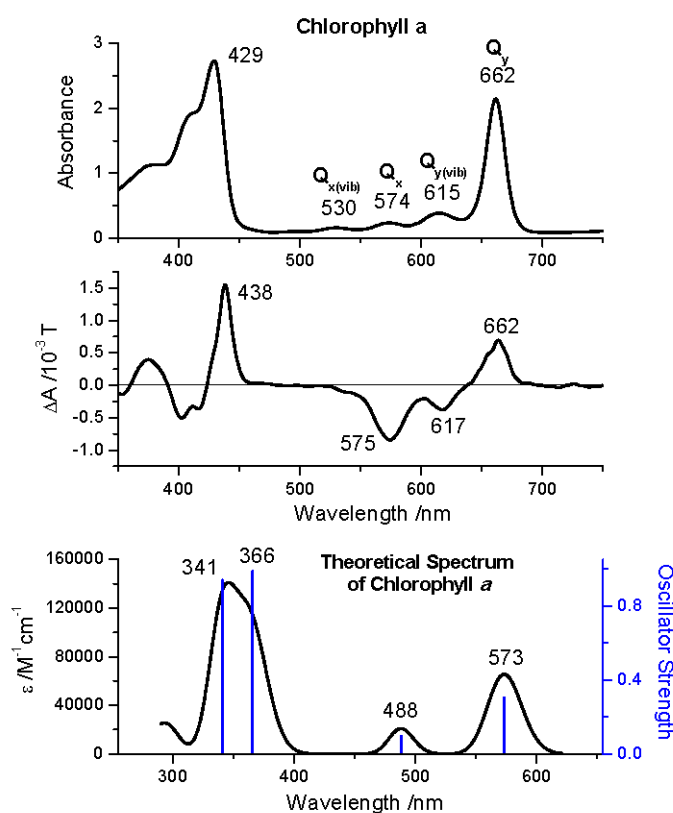 Chlorophyll a
Absorbance
3
2
1
0
429
Qx(vib)
530
Qx
574
Qy(vib)
615
Qy
662
400 500 600 700
ΔA /10⁻³ T
1.5
1.0
0.5
0.0
-0.5
-1.0
438
575
617
662
400 500 600 700
Wavelength /nm
Theoretical Spectrum
of Chlorophyll a
ε /M⁻¹cm⁻¹
160000
120000
80000
40000
0
341
366
488
573
0.8
0.4
0.0
Oscillator Strength
300 400 500 600
Wavelength /nm